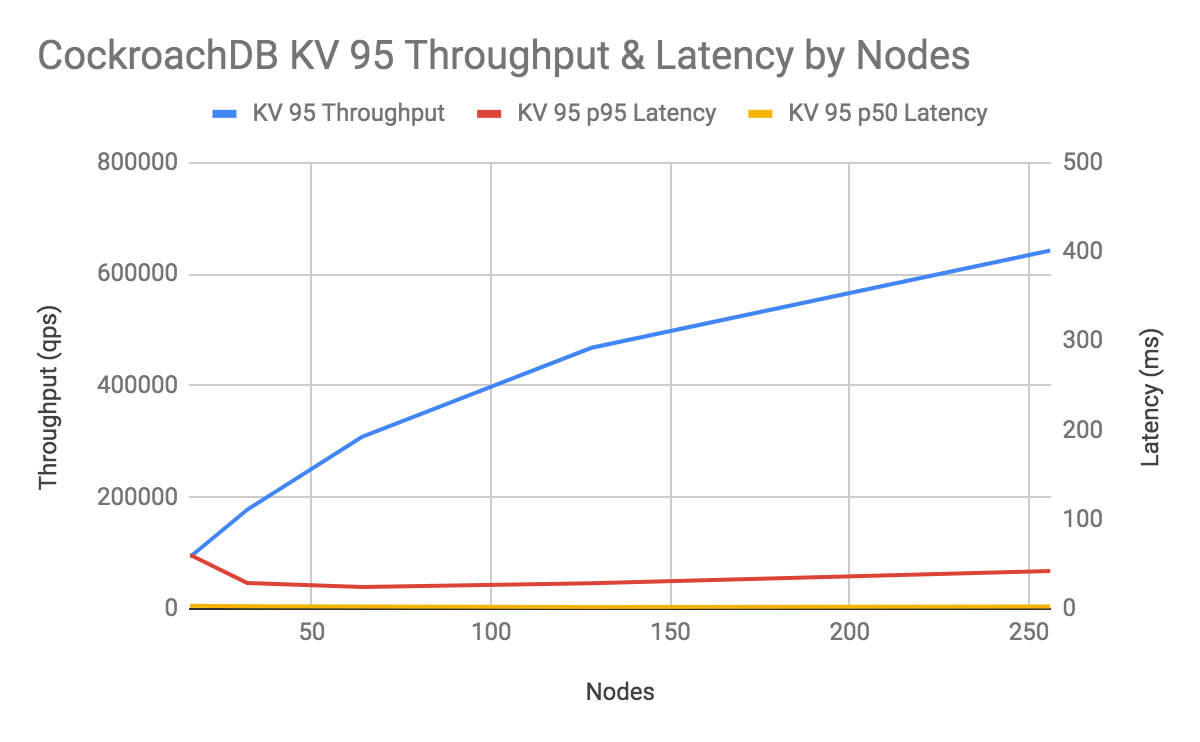 CockroachDB KV 95 Throughput & Latency by Nodes
KV 95 Throughput
KV 95 p95 Latency
KV 95 p50 Latency
800000
600000
400000
200000
0
Throughput (qps)
500
400
300
200
100
0
Latency (ms)
50
100
150
200
250
Nodes